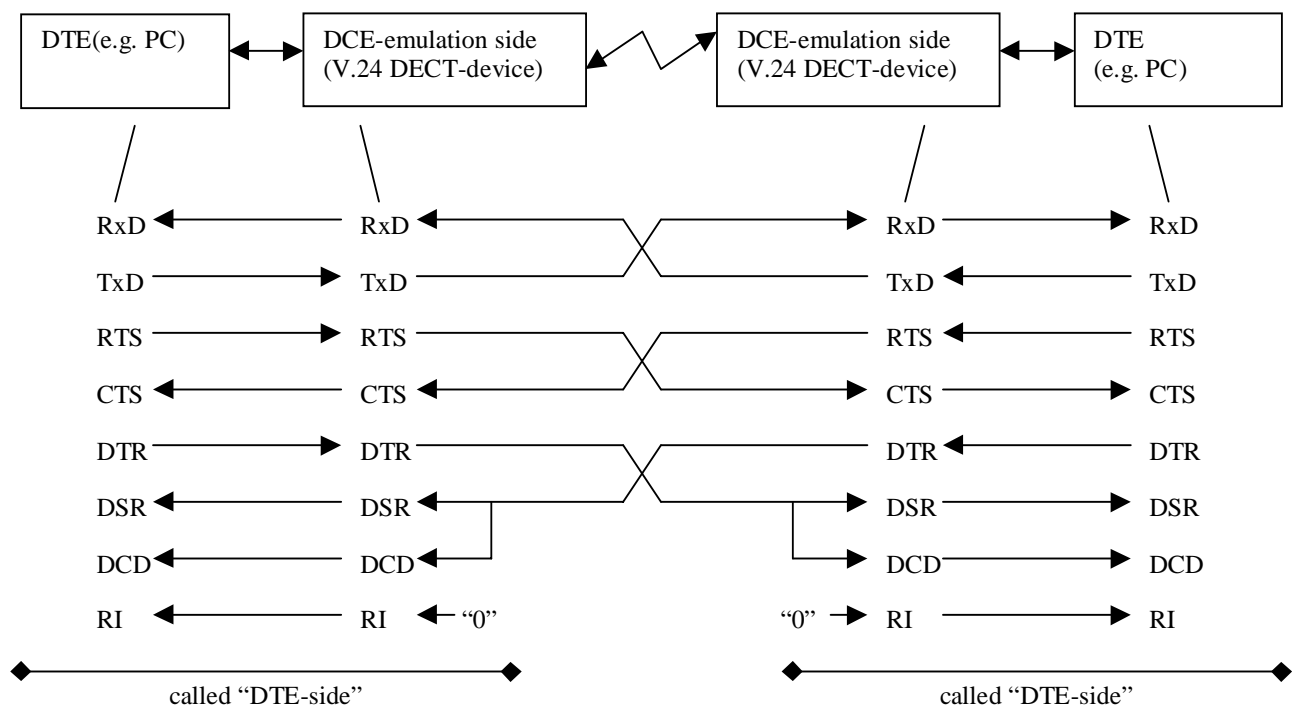 DTE(e.g. PC)
DCE-emulation side
(V.24 DECT-device)
DCE-emulation side
(V.24 DECT-device)
DTE
(e.g. PC)
RxD RxD RxD RxD
TxD TxD TxD TxD
RTS RTS RTS RTS
CTS CTS CTS CTS
DTR DTR DTR DTR
DSR DSR DSR DSR
DCD DCD DCD DCD
RI RI “0” “0” RI RI
called “DTE-side” called “DTE-side”